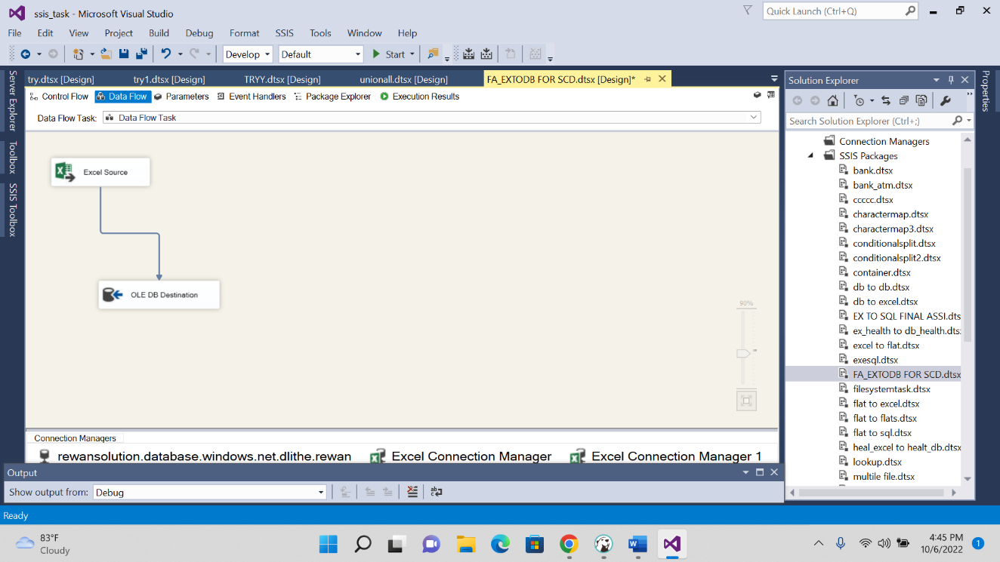 ssis_task - Microsoft Visual Studio
Quick Launch (Ctrl+Q)
File Edit View Project Build Debug Format SSIS Tools Window Help
Develop Default Start
try.dtsx [Design] try1.dtsx [Design] TRYY.dtsx [Design] unionall.dtsx [Design] FA_EXTODB FOR SCD.dtsx [Design]*
Control Flow Data Flow Parameters Event Handlers Package Explorer Execution Results
Data Flow Task: Data Flow Task
Server Explorer
Toolbox
SSIS Toolbox
Excel Source
OLE DB Destination
90%
Connection Managers
rewansolution.database.windows.net.dlithe.rewan Excel Connection Manager Excel Connection Manager 1
Output
Show output from: Debug
Solution Explorer
Search Solution Explorer (Ctrl+;)
Connection Managers
SSIS Packages
bank.dtsx
bank_atm.dtsx
ccccc.dtsx
charactermap.dtsx
charactermap3.dtsx
conditionalsplit.dtsx
conditionalsplit2.dtsx
container.dtsx
db to db.dtsx
db to excel.dtsx
EX TO SQL FINAL ASSI.dts
ex_health to db_health.dts
excel to flat.dtsx
exesql.dtsx
FA_EXTODB FOR SCD.dtsx
filesystemtask.dtsx
flat to excel.dtsx
flat to flats.dtsx
flat to sql.dtsx
heal_excel to healt_db.dtsx
lookup.dtsx
multile file.dtsx
Properties
Ready
83°F
Cloudy
4:45 PM
10/6/2022
1